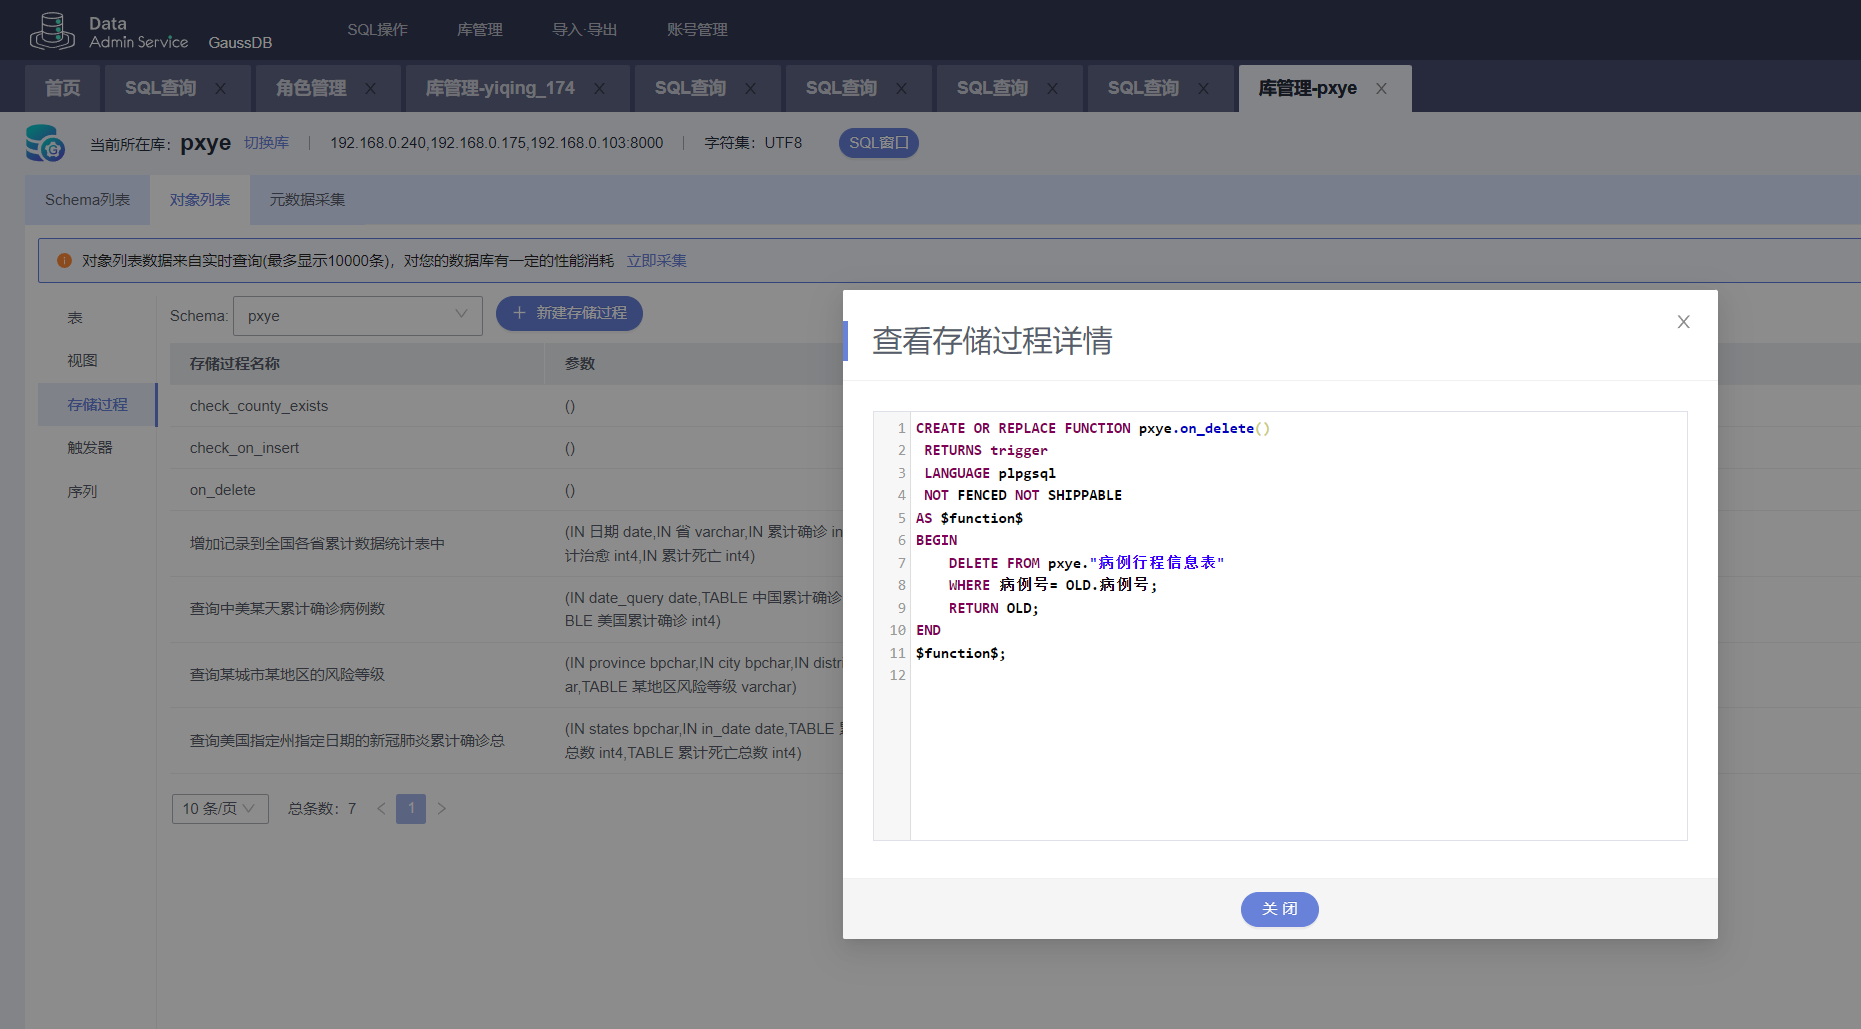 Data
Admin Service GaussDB SQL操作 库管理 导入·导出 账号管理
首页 SQL查询 角色管理 库管理-yiqing_174 SQL查询 SQL查询 SQL查询 SQL查询 库管理-pxye
当前所在库: pxye 切换库 192.168.0.240,192.168.0.175,192.168.0.103:8000 字符集: UTF8 SQL窗口
Schema列表 对象列表 元数据采集
对象列表数据来自实时查询(最多显示10000条)，对您的数据库有一定的性能消耗 立即采集
表
视图
存储过程
触发器
序列
Schema: pxye 新建存储过程
存储过程名称 参数
check_county_exists ()
check_on_insert ()
on_delete ()
增加记录到全国各省累计数据统计表中 (IN 日期 date,IN 省 varchar,IN 累计确诊 in
计治愈 int4,IN 累计死亡 int4)
查询中美某天累计确诊病例数 (IN date_query date,TABLE 中国累计确诊
BLE 美国累计确诊 int4)
查询某城市某地区的风险等级 (IN province bpchar,IN city bpchar,IN distri
ar,TABLE 某地区风险等级 varchar)
查询美国指定州指定日期的新冠肺炎累计确诊总 (IN states bpchar,IN in_date date,TABLE
总数 int4,TABLE 累计死亡总数 int4)
10 条/页 总条数: 7 1
查看存储过程详情
1 CREATE OR REPLACE FUNCTION pxye.on_delete()
2 RETURNS trigger
3 LANGUAGE plpgsql
4 NOT FENCED NOT SHIPPABLE
5 AS $function$
6 BEGIN
7 DELETE FROM pxye."病例行程信息表"
8 WHERE 病例号= OLD.病例号;
9 RETURN OLD;
10 END
11 $function$;
12
关 闭